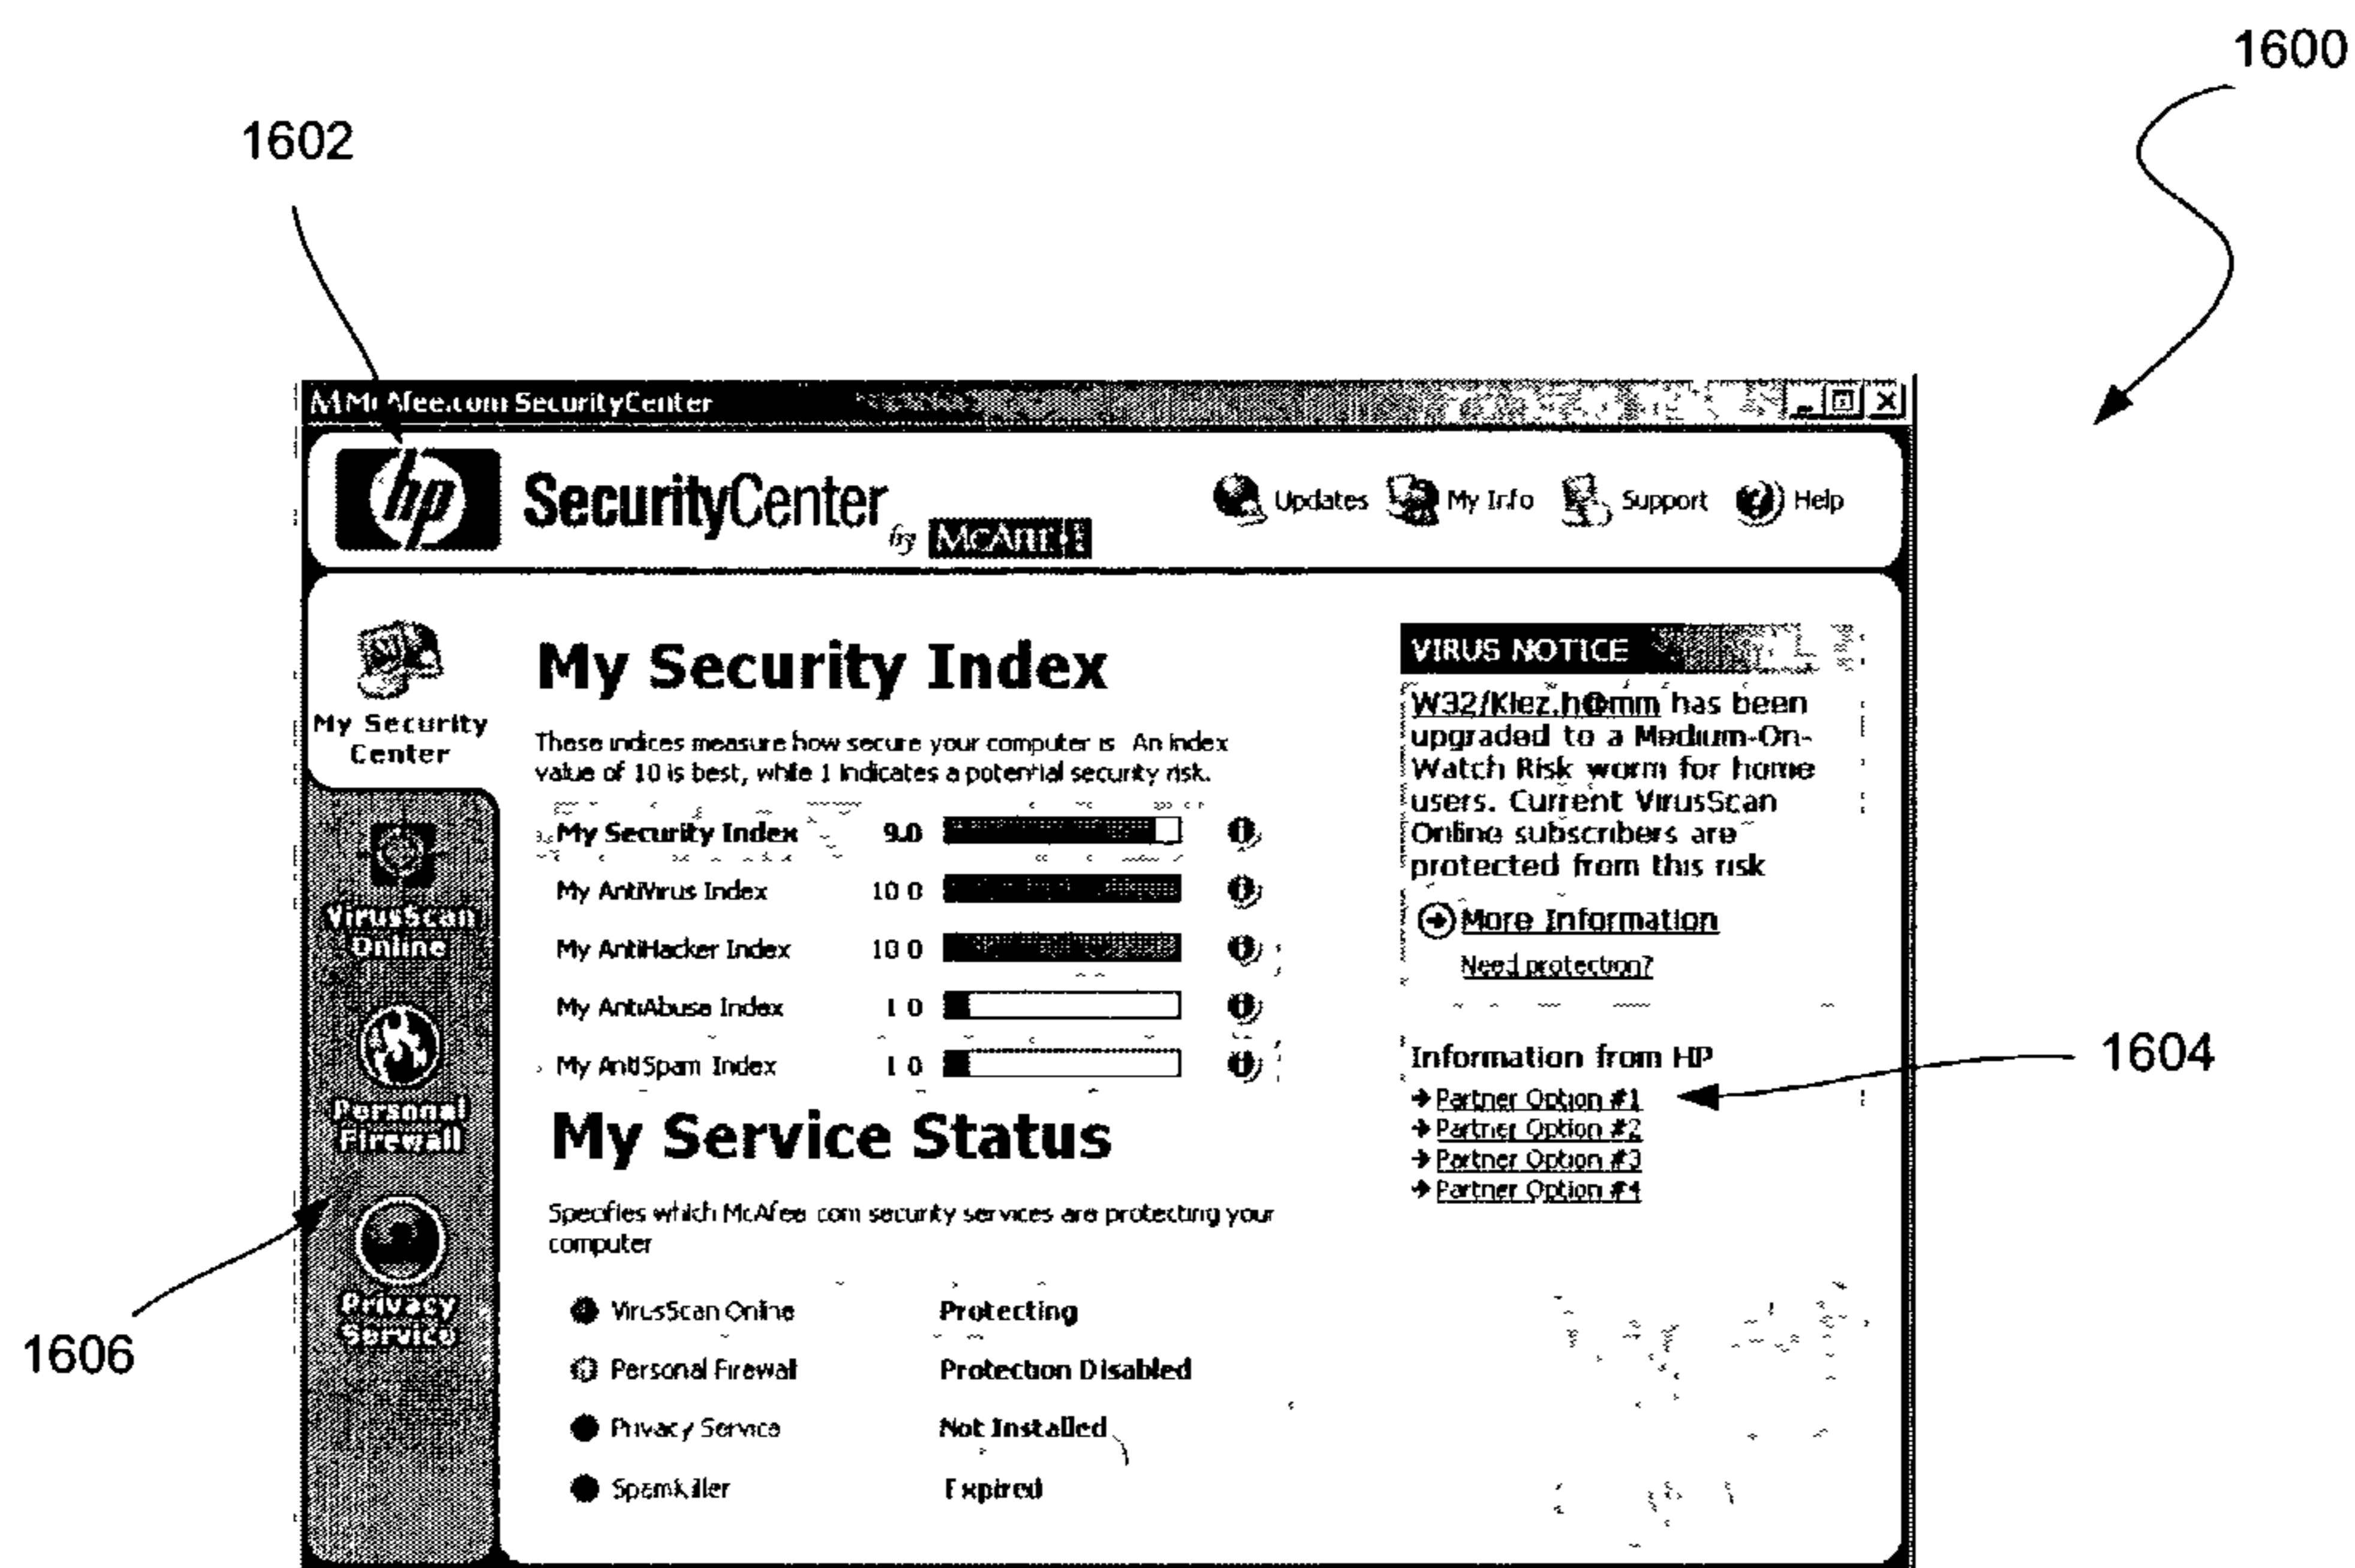 1600
1602
McAfee.com SecurityCenter
hp
SecurityCenter
by McAfee
Updates
My Info
Support
Help
My Security
Center
VirusScan
Online
Personal
Firewall
Privacy
Service
1606
My Security Index
These indices measure how secure your computer is An index
value of 10 is best, while 1 indicates a potential security risk.
My Security Index 9.0
My AntiVirus Index 10 0
My AntiHacker Index 10 0
My AntiAbuse Index 1 0
My AntiSpam Index 1 0
My Service Status
Specifies which McAfee com security services are protecting your
computer
VirusScan Online Protecting
Personal Firewall Protection Disabled
Privacy Service Not Installed
SpamKiller Expired
VIRUS NOTICE
W32/Klez.h@mm has been
upgraded to a Medium-On-
Watch Risk worm for home
users. Current VirusScan
Online subscribers are
protected from this risk
More Information
Need protection?
Information from HP
Partner Option #1
Partner Option #2
Partner Option #3
Partner Option #4
1604